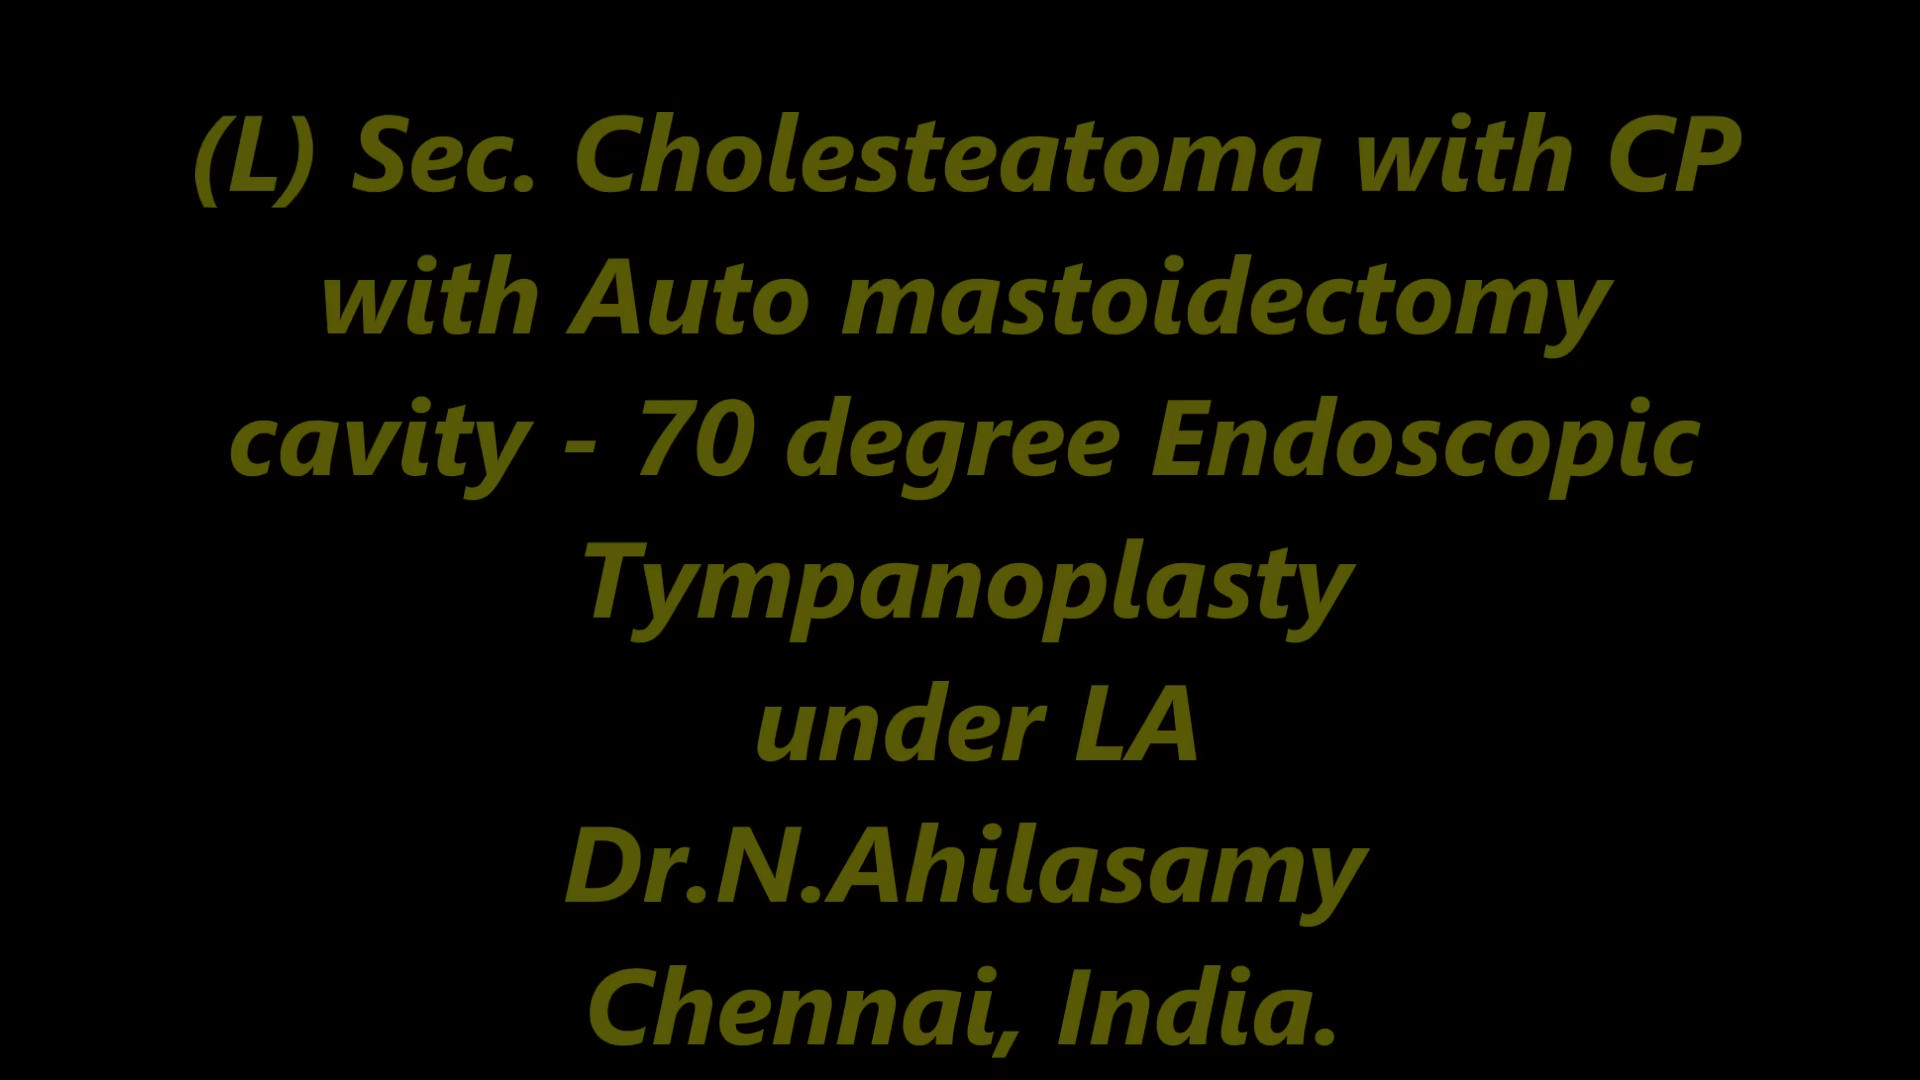 (L) Sec. Cholesteatoma with CP
with Auto mastoidectomy
cavity - 70 degree Endoscopic
Tympanoplasty
under LA
Dr.N.Ahilasamy
Chennai, India.